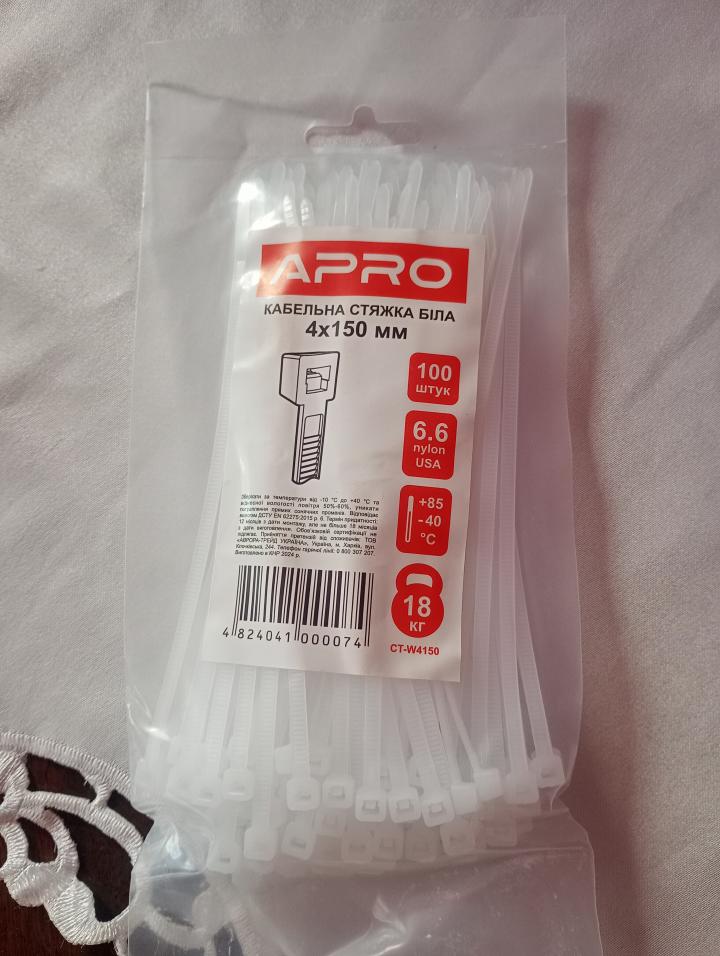 APRO
КАБЕЛЬНА СТЯЖКА БІЛА
4х150 мм
100
штук
6.6
nylon
USA
+85
-40
°C
Зберігати за температури від -10 °С до +40 °С та
відносної вологості повітря 50%-60%, уникати
потрапляння прямих сонячних променів. Відповідає
вимогам ДСТУ EN 62275:2015 р. 6. Термін придатності:
12 місяців з дати монтажу, але не більше 18 місяців
з дати виготовлення. Обов'язковій сертифікації не
підлягає. Прийняття претензій від споживачів: ТОВ
«АВРОРА-ТРЕЙД УКРАЇНА», Україна, м. Харків, вул.
Клочківська, 244. Телефон гарячої лінії: 0 800 307 207.
Виготовлено в КНР 2024 р.
18
КГ
4 824041 000074
CT-W4150